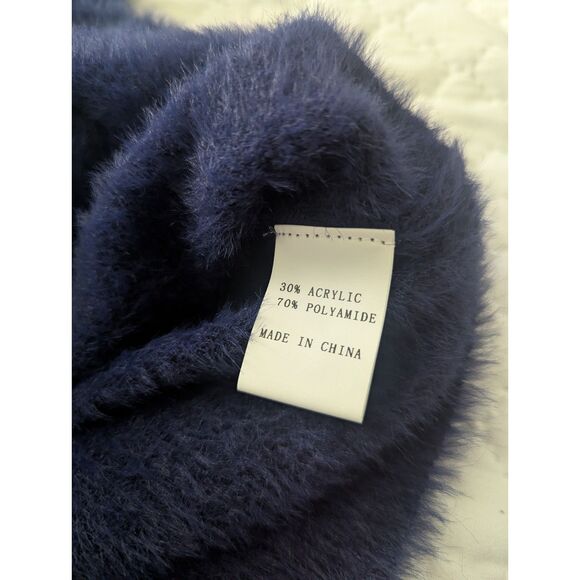 30% ACRYLIC
70% POLYAMIDE
MADE IN CHINA